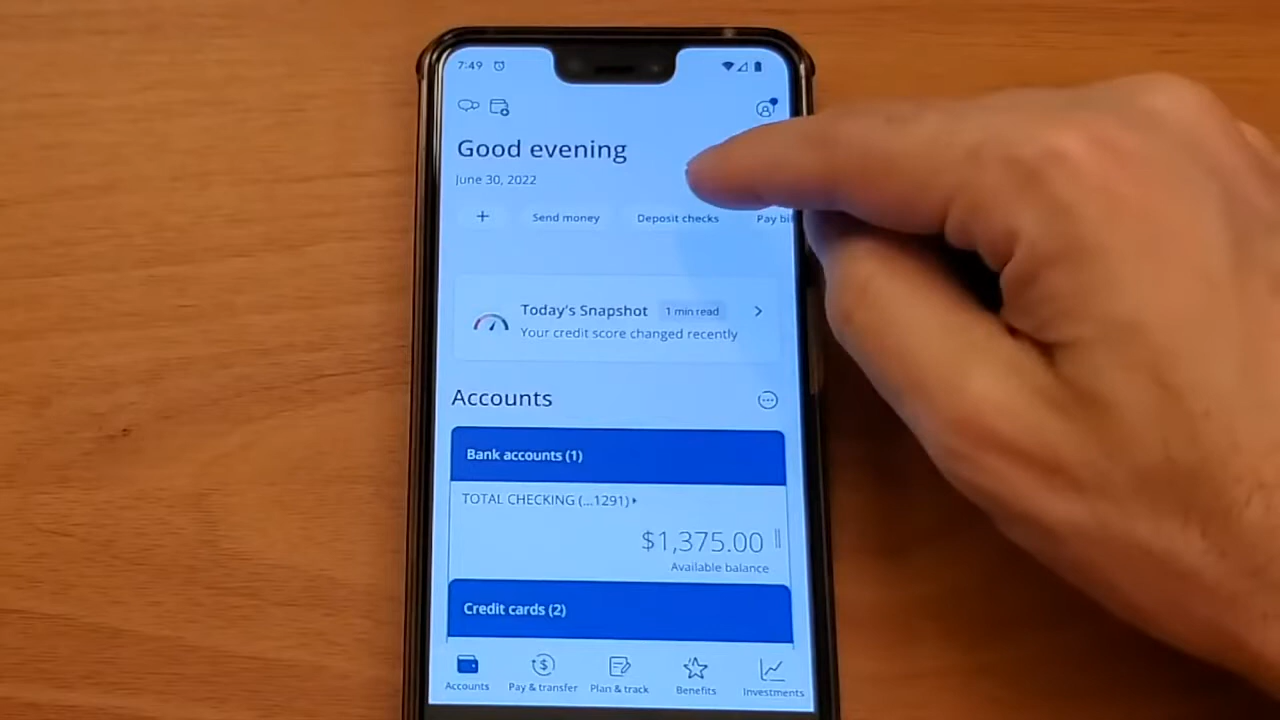 7:49
Good evening
June 30, 2022
+ Send money Deposit checks Pay bi
Today's Snapshot 1 min read
Your credit score changed recently
Accounts
Bank accounts (1)
TOTAL CHECKING (...1291)
$1,375.00
Available balance
Credit cards (2)
Accounts Pay & transfer Plan & track Benefits Investments